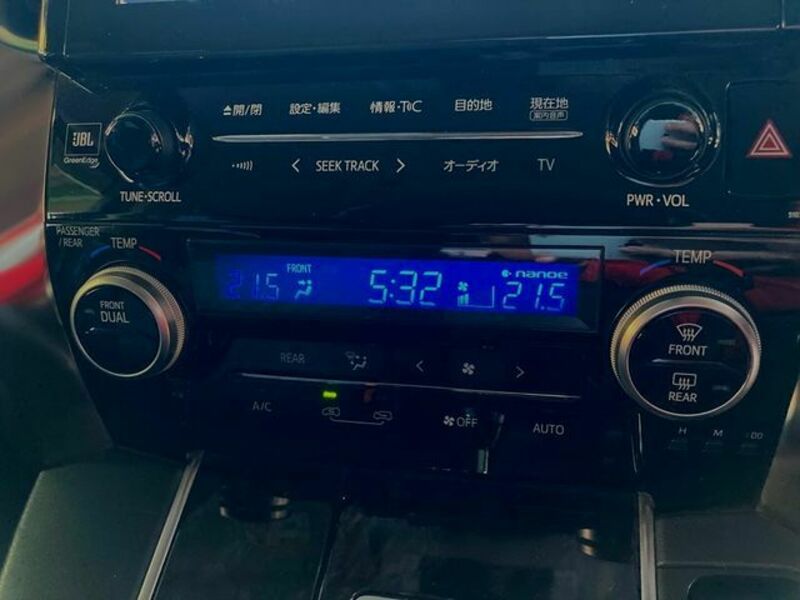 開/閉 設定・編集 情報・T C 目的地 現在地
案内音声
JBL
GreenEdge
SEEK TRACK オーディオ TV
TUNE・SCROLL
PWR・VOL
PASSENGER
/REAR
TEMP
TEMP
FRONT
DUAL
21.5 FRONT 5:32 nanoe 21.5
FRONT
REAR
REAR
A/C OFF AUTO
H M :00